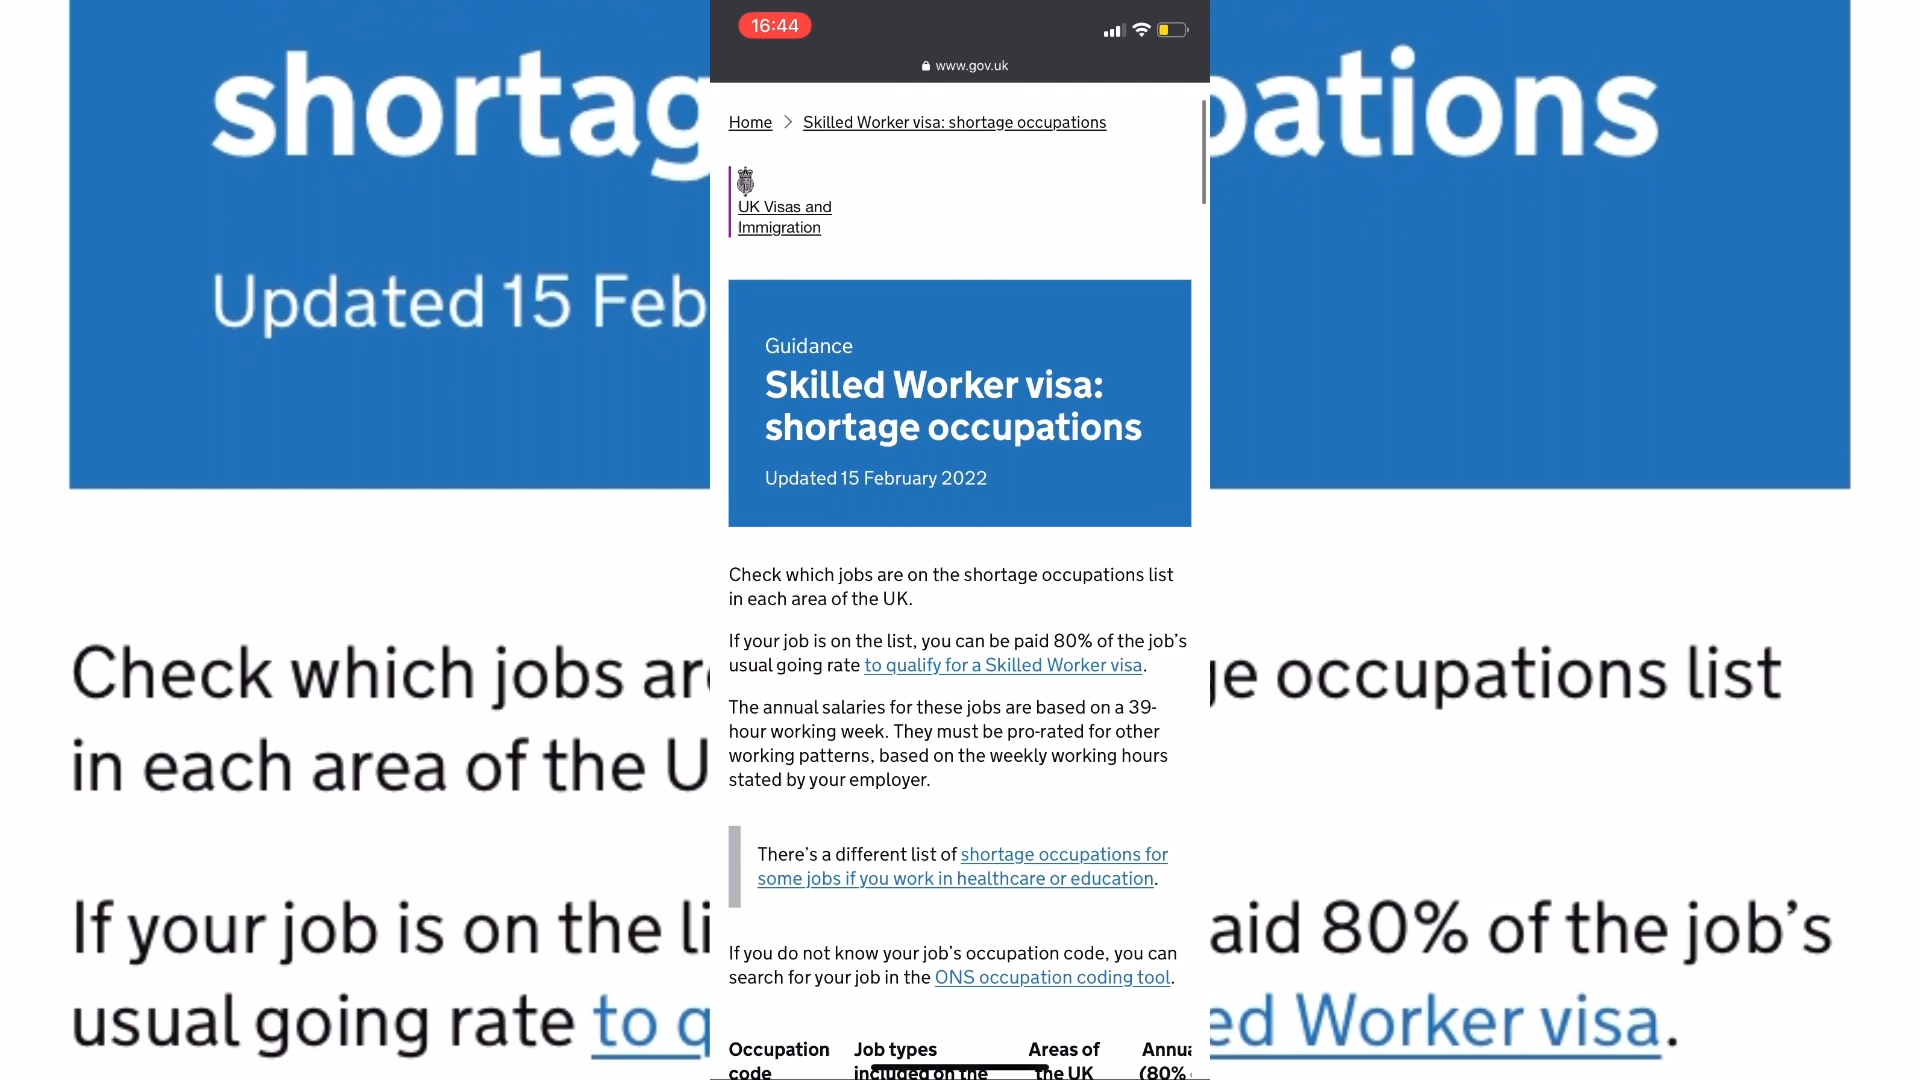 16:44
www.gov.uk
Home
Skilled Worker visa: shortage occupations
UK Visas and
Immigration
Guidance
Skilled Worker visa:
shortage occupations
Updated 15 February 2022
Check which jobs are on the shortage occupations list
in each area of the UK.
If your job is on the list, you can be paid 80% of the job's
usual going rate to qualify for a Skilled Worker visa.
The annual salaries for these jobs are based on a 39-
hour working week. They must be pro-rated for other
working patterns, based on the weekly working hours
stated by your employer.
There's a different list of shortage occupations for
some jobs if you work in healthcare or education.
If you do not know your job's occupation code, you can
search for your job in the ONS occupation coding tool.
Occupation Job types Areas of
code included on the the UK (80%
shortag pations
Updated 15 Feb
Check which jobs ge occupations list
in each area of the U
If your job is on the li aid 80% of the job's
usual going rate to q ed Worker visa.